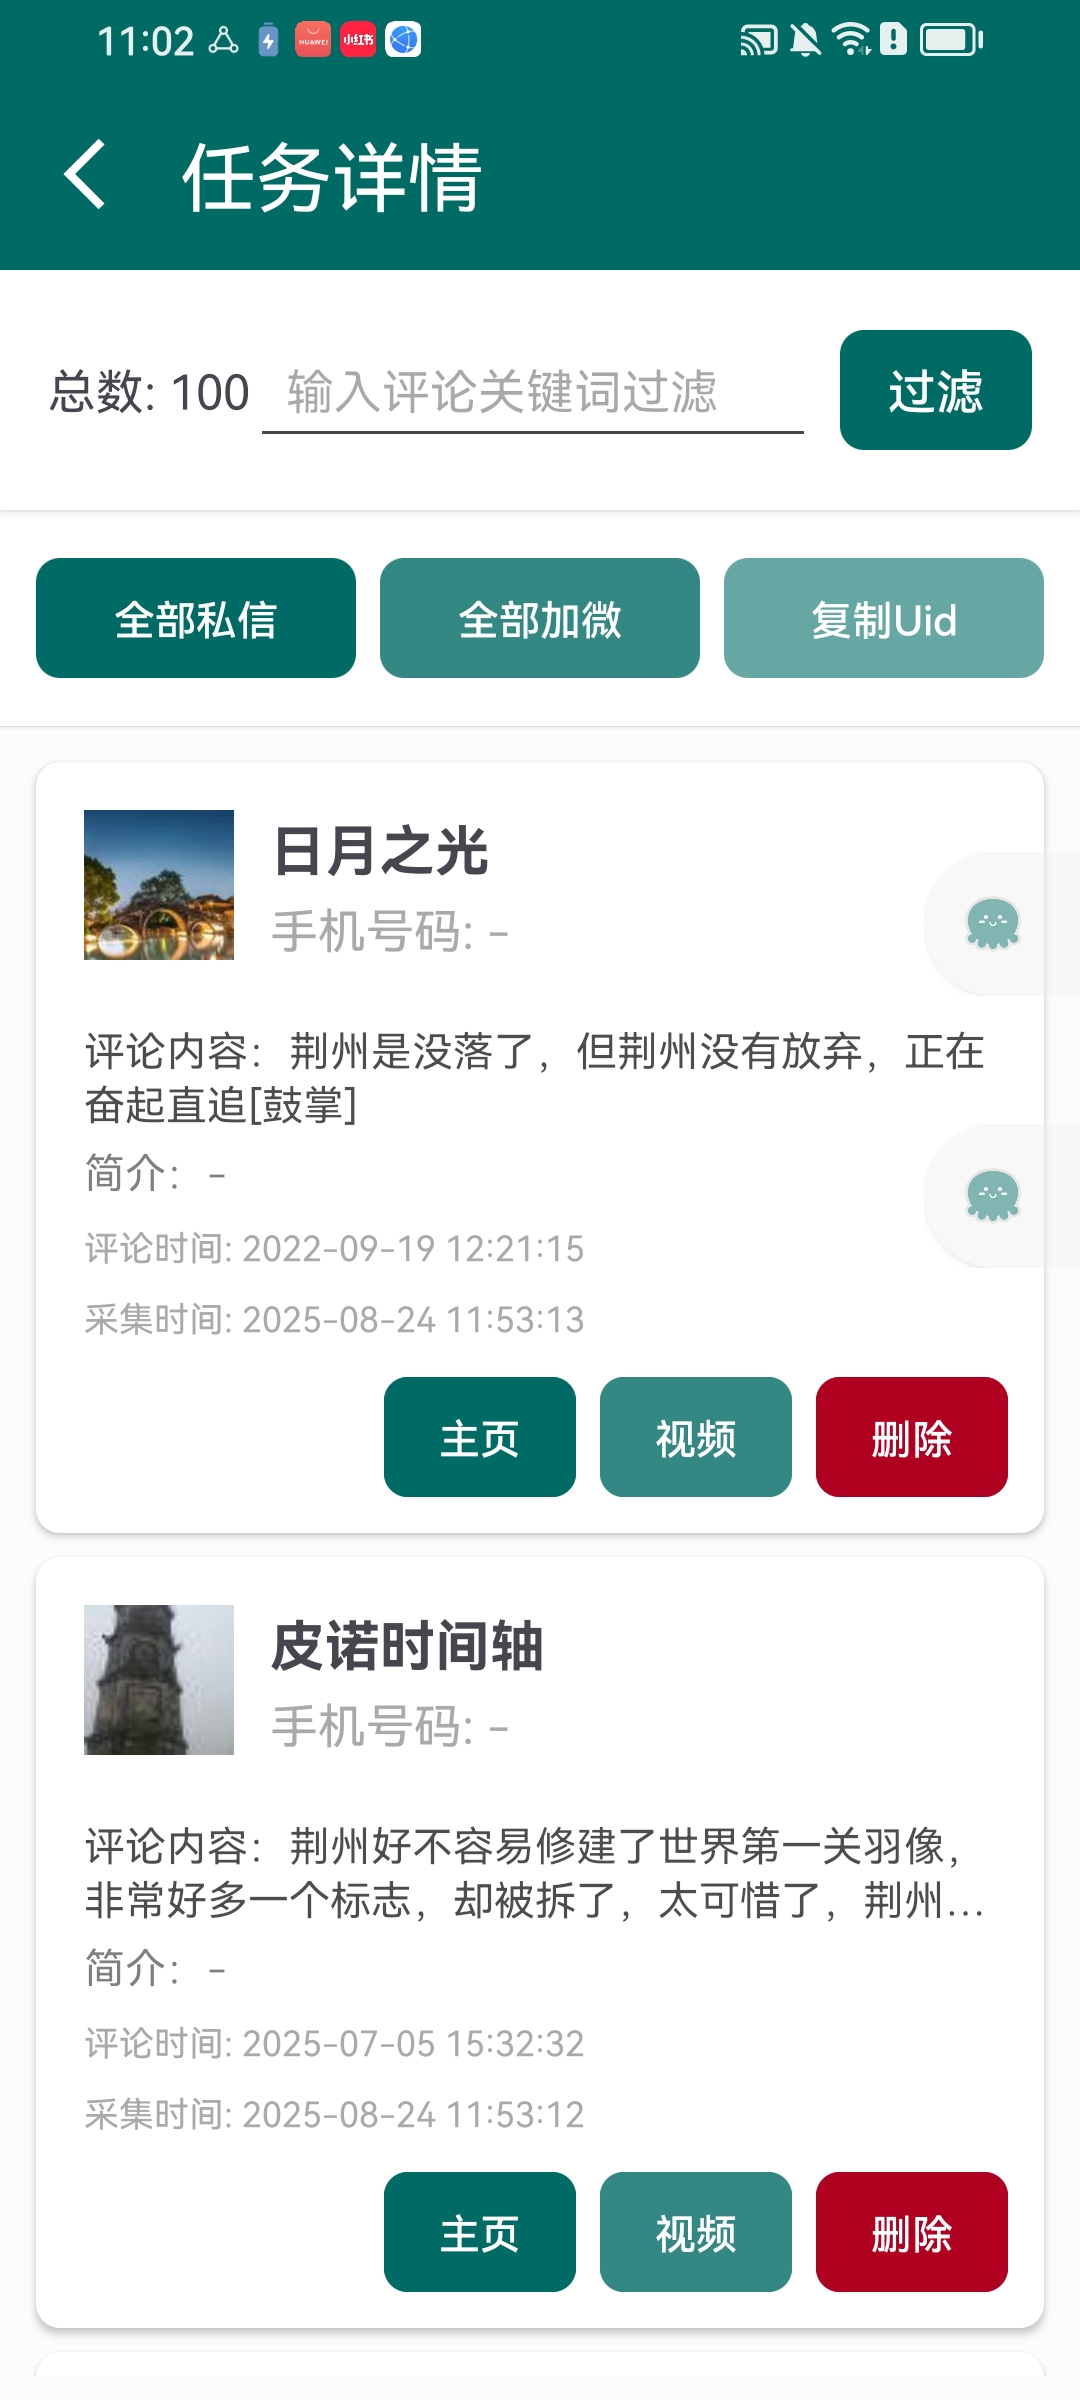 11:02
HUAWEI
小红书
任务详情
总数: 100 输入评论关键词过滤 过滤
全部私信 全部加微 复制Uid
日月之光
手机号码: -
评论内容：荆州是没落了，但荆州没有放弃，正在
奋起直追[鼓掌]
简介： -
评论时间: 2022-09-19 12:21:15
采集时间: 2025-08-24 11:53:13
主页 视频 删除
皮诺时间轴
手机号码: -
评论内容：荆州好不容易修建了世界第一关羽像，
非常好多一个标志，却被拆了，太可惜了，荆州...
简介： -
评论时间: 2025-07-05 15:32:32
采集时间: 2025-08-24 11:53:12
主页 视频 删除